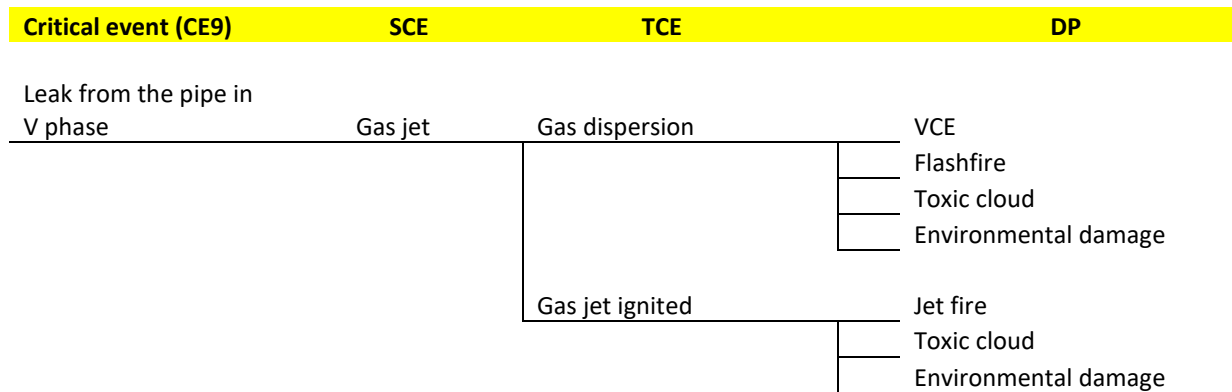 Critical event (CE9) SCE TCE DP
Leak from the pipe in
V phase Gas jet Gas dispersion VCE
Flashfire
Toxic cloud
Environmental damage
Gas jet ignited Jet fire
Toxic cloud
Environmental damage